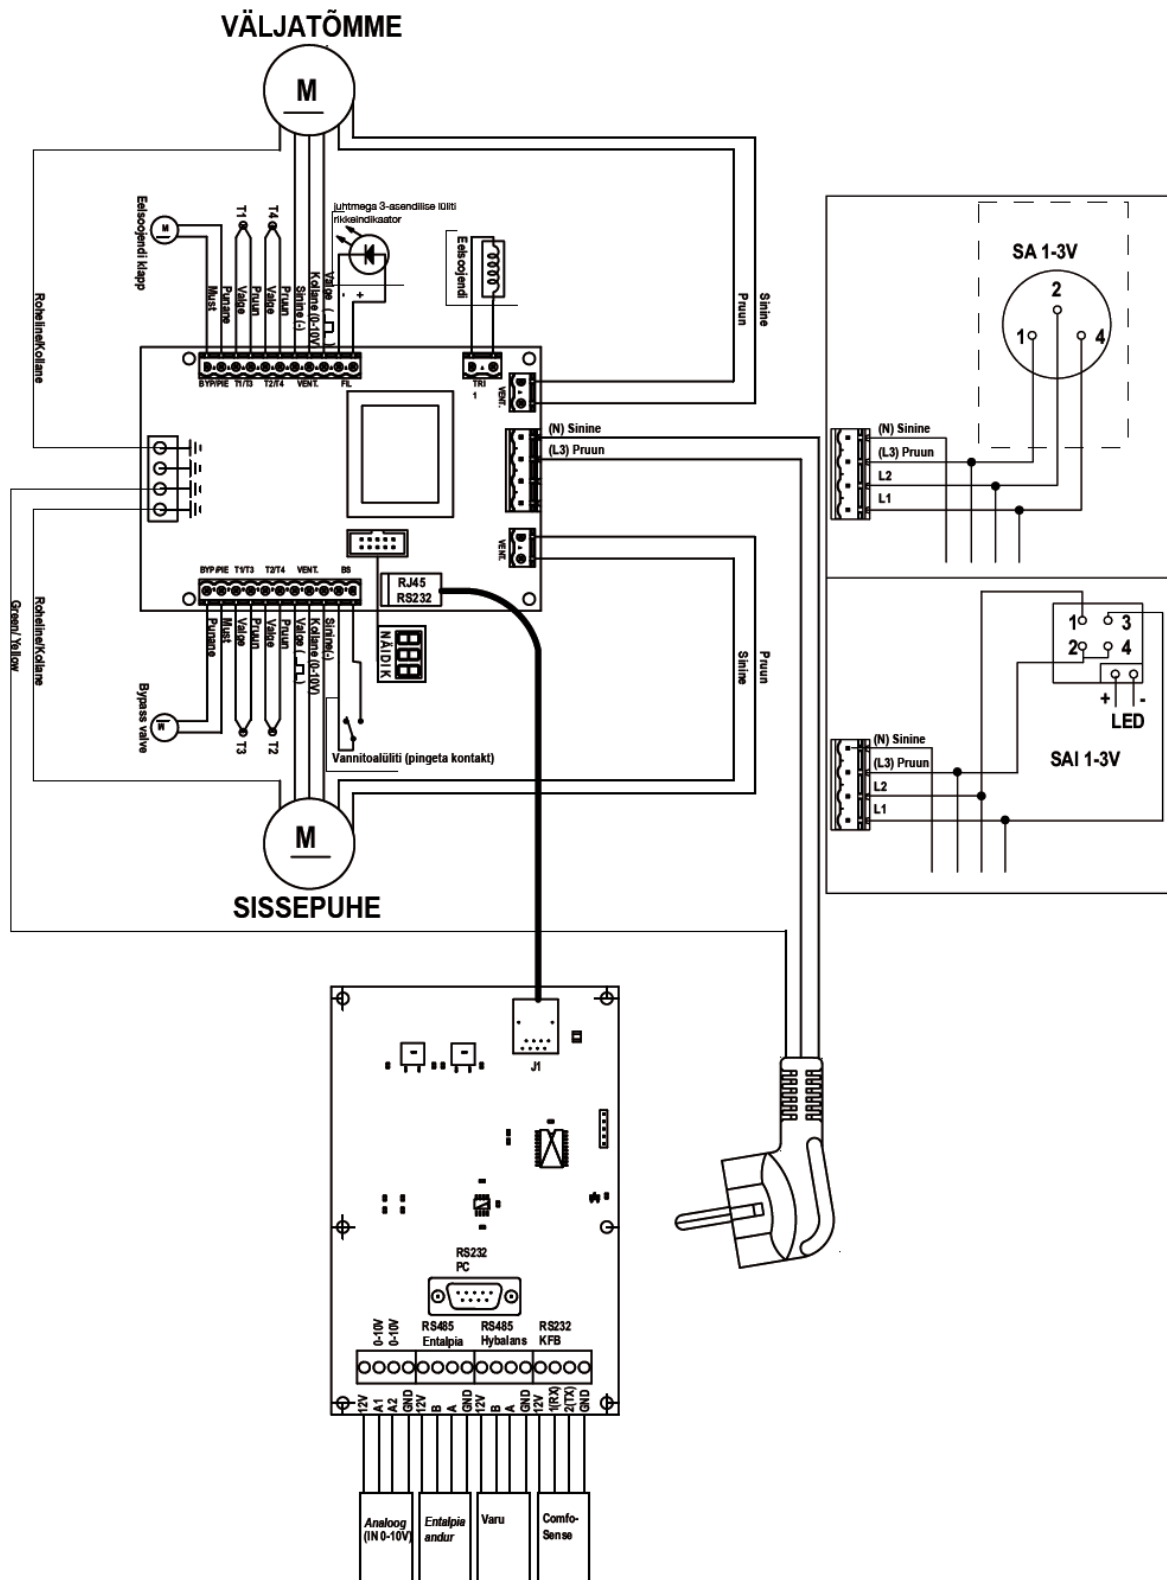 VÄLJATÕMME
M
juhtmega 3-asendilise lüliti
rikkeindikaator
Eelsoojendi klapp
M
T1
T4
Eelsoojendi
Must
Punane
Valge
Pruun
Valge
Pruun
Sinine (-)
Kollane (0-10V)
Valge ( )
- +
Pruun
Sinine
Roheline/Kollane
BYP/PIE T1/T3 T2/T4 VENT. FIL
TRI
1
VENT.
(N) Sinine
(L3) Pruun
VENT.
BYP/PIE T1/T3 T2/T4 VENT. BS
RJ45
RS232
NÄIDIK
Green/ Yellow
Roheline/Kollane
Punane
Must
Valge
Pruun
Valge
Pruun
Valge ( )
Kollane (0-10V)
Sinine(-)
Sinine
Pruun
Bypass valve
M
T3
T2
Vannitoalüliti (pingeta kontakt)
M
SISSEPUHE
SA 1-3V
2
1
4
(N) Sinine
(L3) Pruun
L2
L1
1 3
2 4
+ -
LED
SAI 1-3V
(N) Sinine
(L3) Pruun
L2
L1
J1
RS232
PC
0-10V
0-10V
RS485
Entalpia
RS485
Hybalans
RS232
KFB
12V
A1
A2
GND
12V
B
A
GND
12V
B
A
GND
12V
1(RX)
2(TX)
GND
Analoog
(IN 0-10V)
Entalpia
andur
Varu
Comfo-
Sense